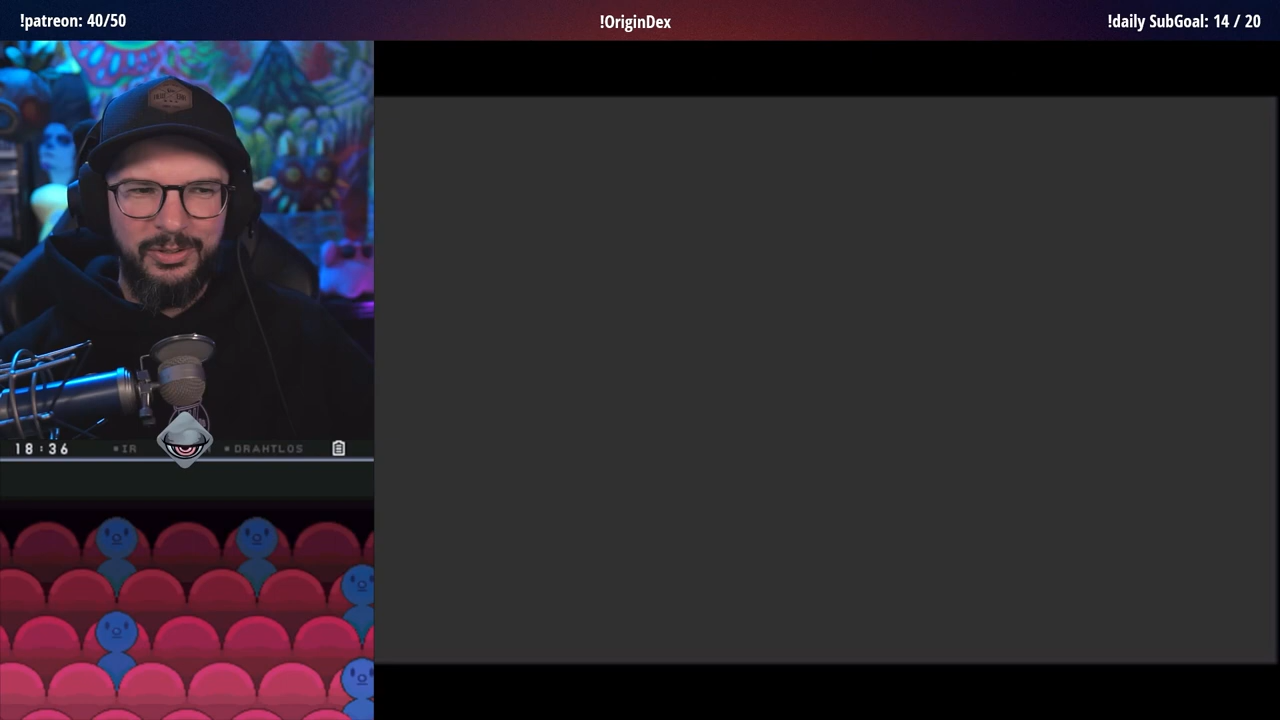 !patreon: 40/50
!OriginDex
!daily SubGoal: 14 / 20
18:36
IR
DRAHTLOS